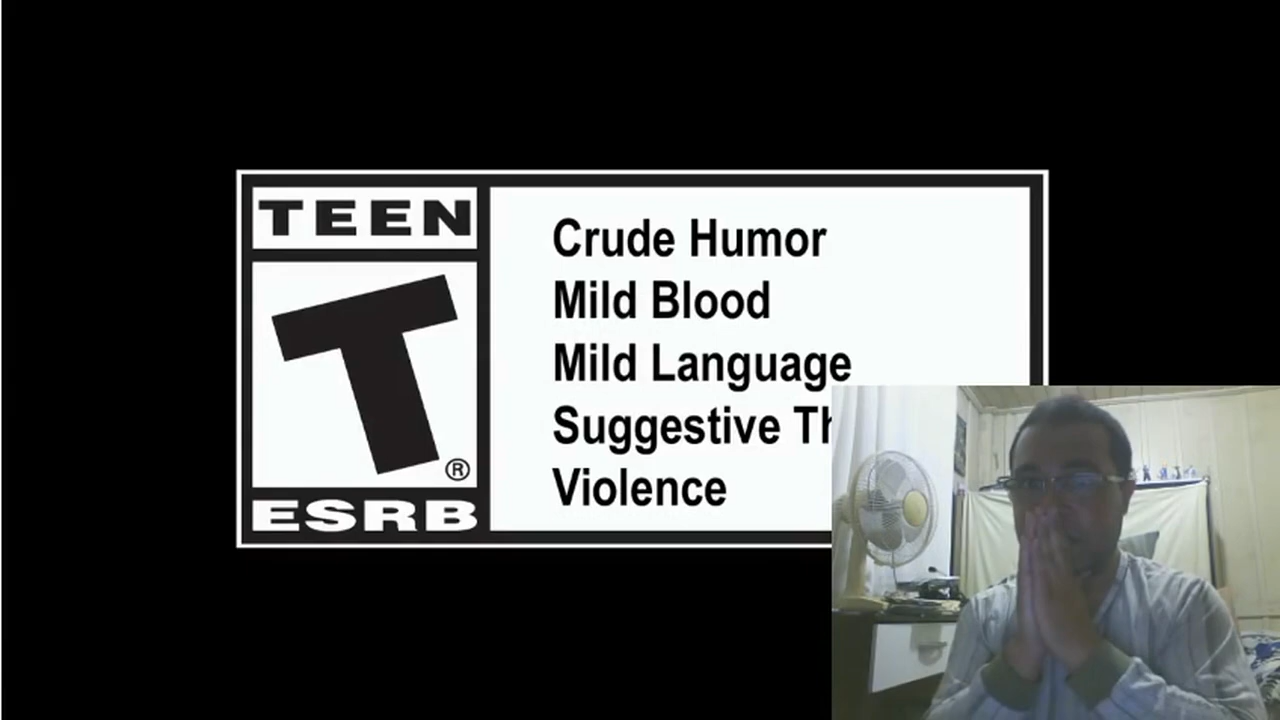 TEEN
T
®
ESRB
Crude Humor
Mild Blood
Mild Language
Suggestive
Violence